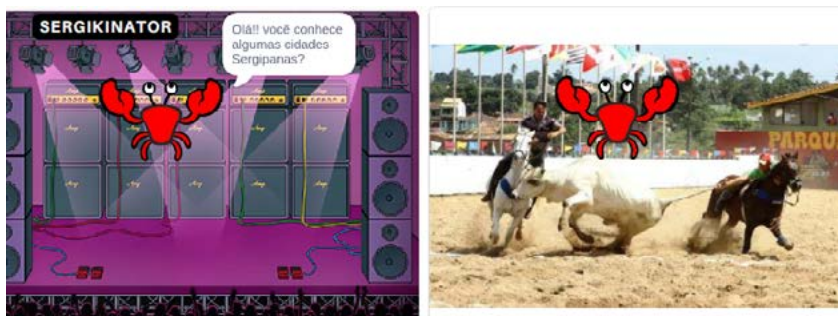 SERGIKINATOR
Olá!! você conhece
algumas cidades
Sergipanas?
PARQU